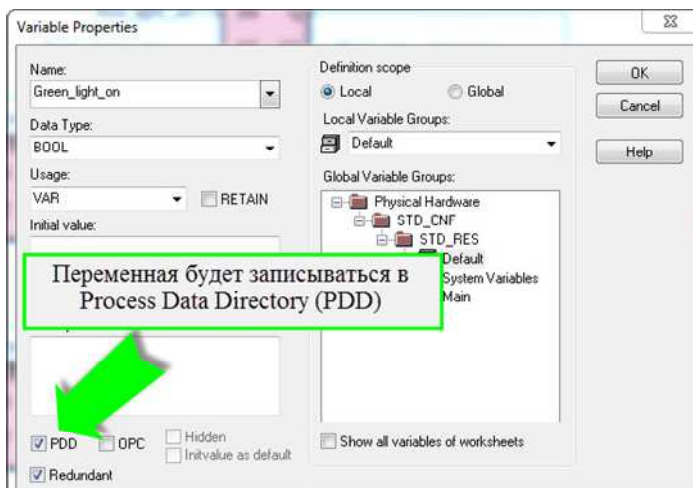 Variable Properties
Name:
Green_light_on
Data Type:
BOOL
Usage:
VAR
RETAIN
Initial value:
Definition scope
Local
Global
Local Variable Groups:
Default
Global Variable Groups:
Physical Hardware
STD_CNF
STD_RES
Default
System Variables
Main
Переменная будет записываться в
Process Data Directory (PDD)
PDD
OPC
Hidden
Initvalue as default
Redundant
Show all variables of worksheets
OK
Cancel
Help